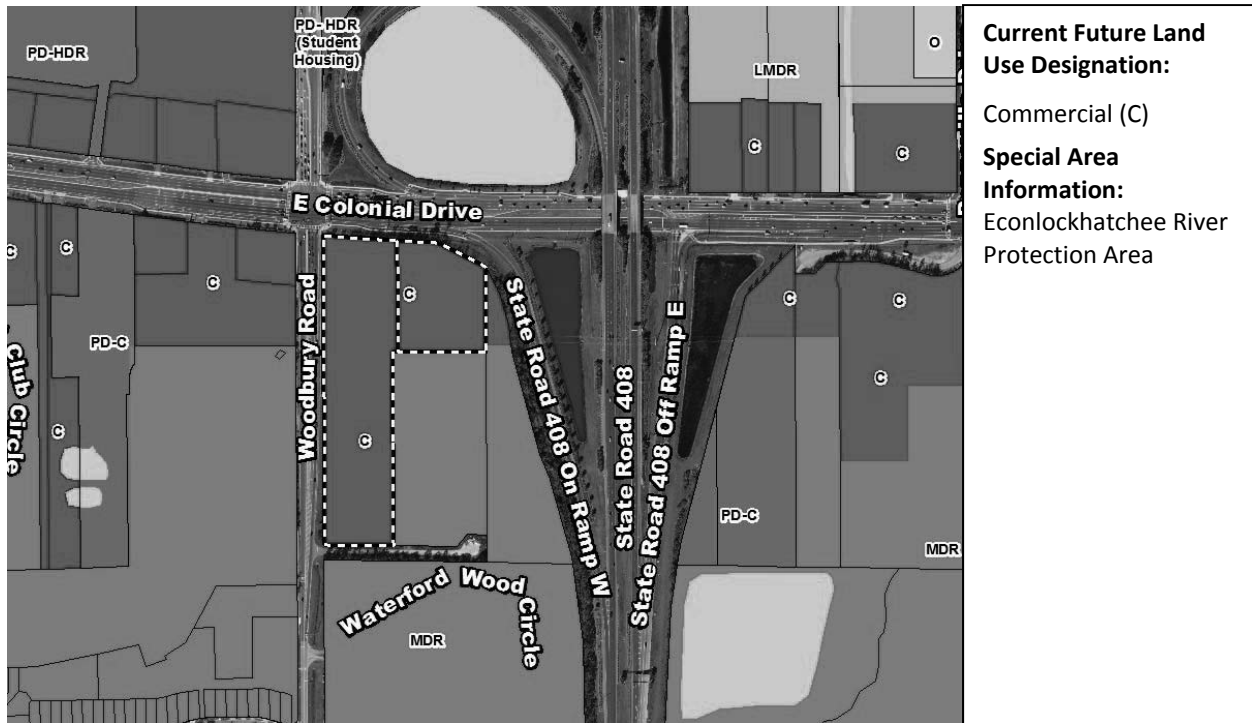 PD-HDR
PD-HDR
(Student
Housing)
LMDR
O
C
C
E Colonial Drive
C
C
C
C
C
C
PD-C
Club Circle
C
C
Woodbury Road
State Road 408 On Ramp W
State Road 408
State Road 408 Off Ramp E
C
C
PD-C
MDR
Waterford Wood Circle
MDR
Current Future Land
Use Designation:
Commercial (C)
Special Area
Information:
Econlockhatchee River
Protection Area